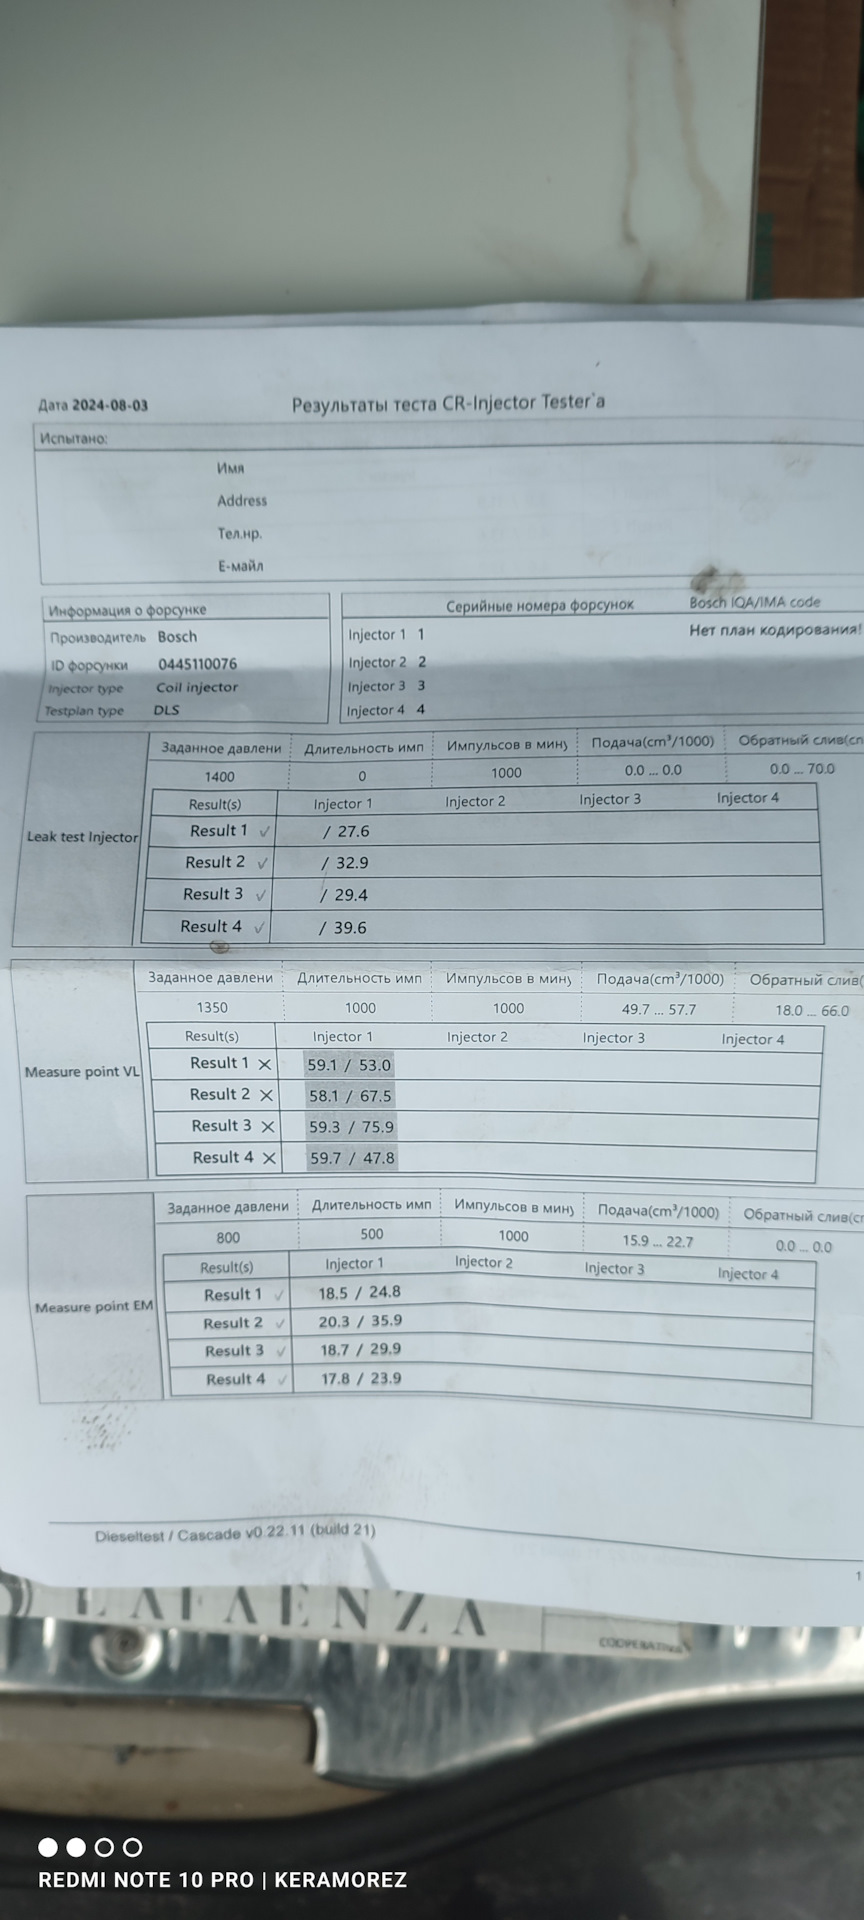 Дата 2024-08-03 Результаты теста CR-Injector Tester`a
Испытано:
Имя
Address
Тел.нр.
Е-майл
Информация о форсунке Серийные номера форсунок Bosch IQA/IMA code
Производитель Bosch Injector 1 1 Нет план кодирования!
ID форсунки 0445110076 Injector 2 2
Injector type Coil injector Injector 3 3
Testplan type DLS Injector 4 4
Заданное давлени Длительность имп Импульсов в мину Подача(cm³/1000) Обратный слив(cn
1400 0 1000 0.0 ... 0.0 0.0 ... 70.0
Result(s) Injector 1 Injector 2 Injector 3 Injector 4
Leak test Injector
Result 1 ✓ / 27.6
Result 2 ✓ / 32.9
Result 3 ✓ / 29.4
Result 4 ✓ / 39.6
Заданное давлени Длительность имп Импульсов в мину Подача(cm³/1000) Обратный слив(
1350 1000 1000 49.7 ... 57.7 18.0 ... 66.0
Result(s) Injector 1 Injector 2 Injector 3 Injector 4
Measure point VL
Result 1 ✕ 59.1 / 53.0
Result 2 ✕ 58.1 / 67.5
Result 3 ✕ 59.3 / 75.9
Result 4 ✕ 59.7 / 47.8
Заданное давлени Длительность имп Импульсов в мину Подача(cm³/1000) Обратный слив(cr
800 500 1000 15.9 ... 22.7 0.0 ... 0.0
Result(s) Injector 1 Injector 2 Injector 3 Injector 4
Measure point EM
Result 1 ✓ 18.5 / 24.8
Result 2 ✓ 20.3 / 35.9
Result 3 ✓ 18.7 / 29.9
Result 4 ✓ 17.8 / 23.9
Dieseltest / Cascade v0.22.11 (build 21)
1
LAFAENZA
COOPERATIVA
REDMI NOTE 10 PRO | KERAMOREZ